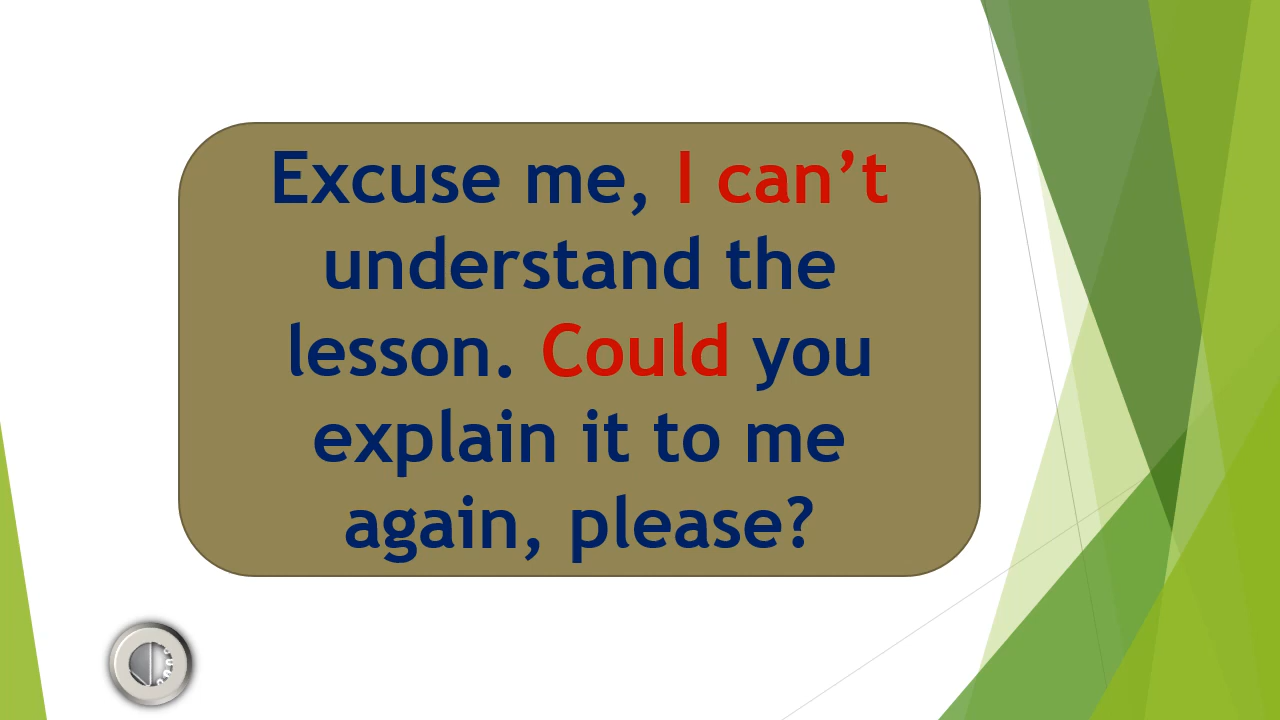 Excuse me, I can’t
understand the
lesson. Could you
explain it to me
again, please?